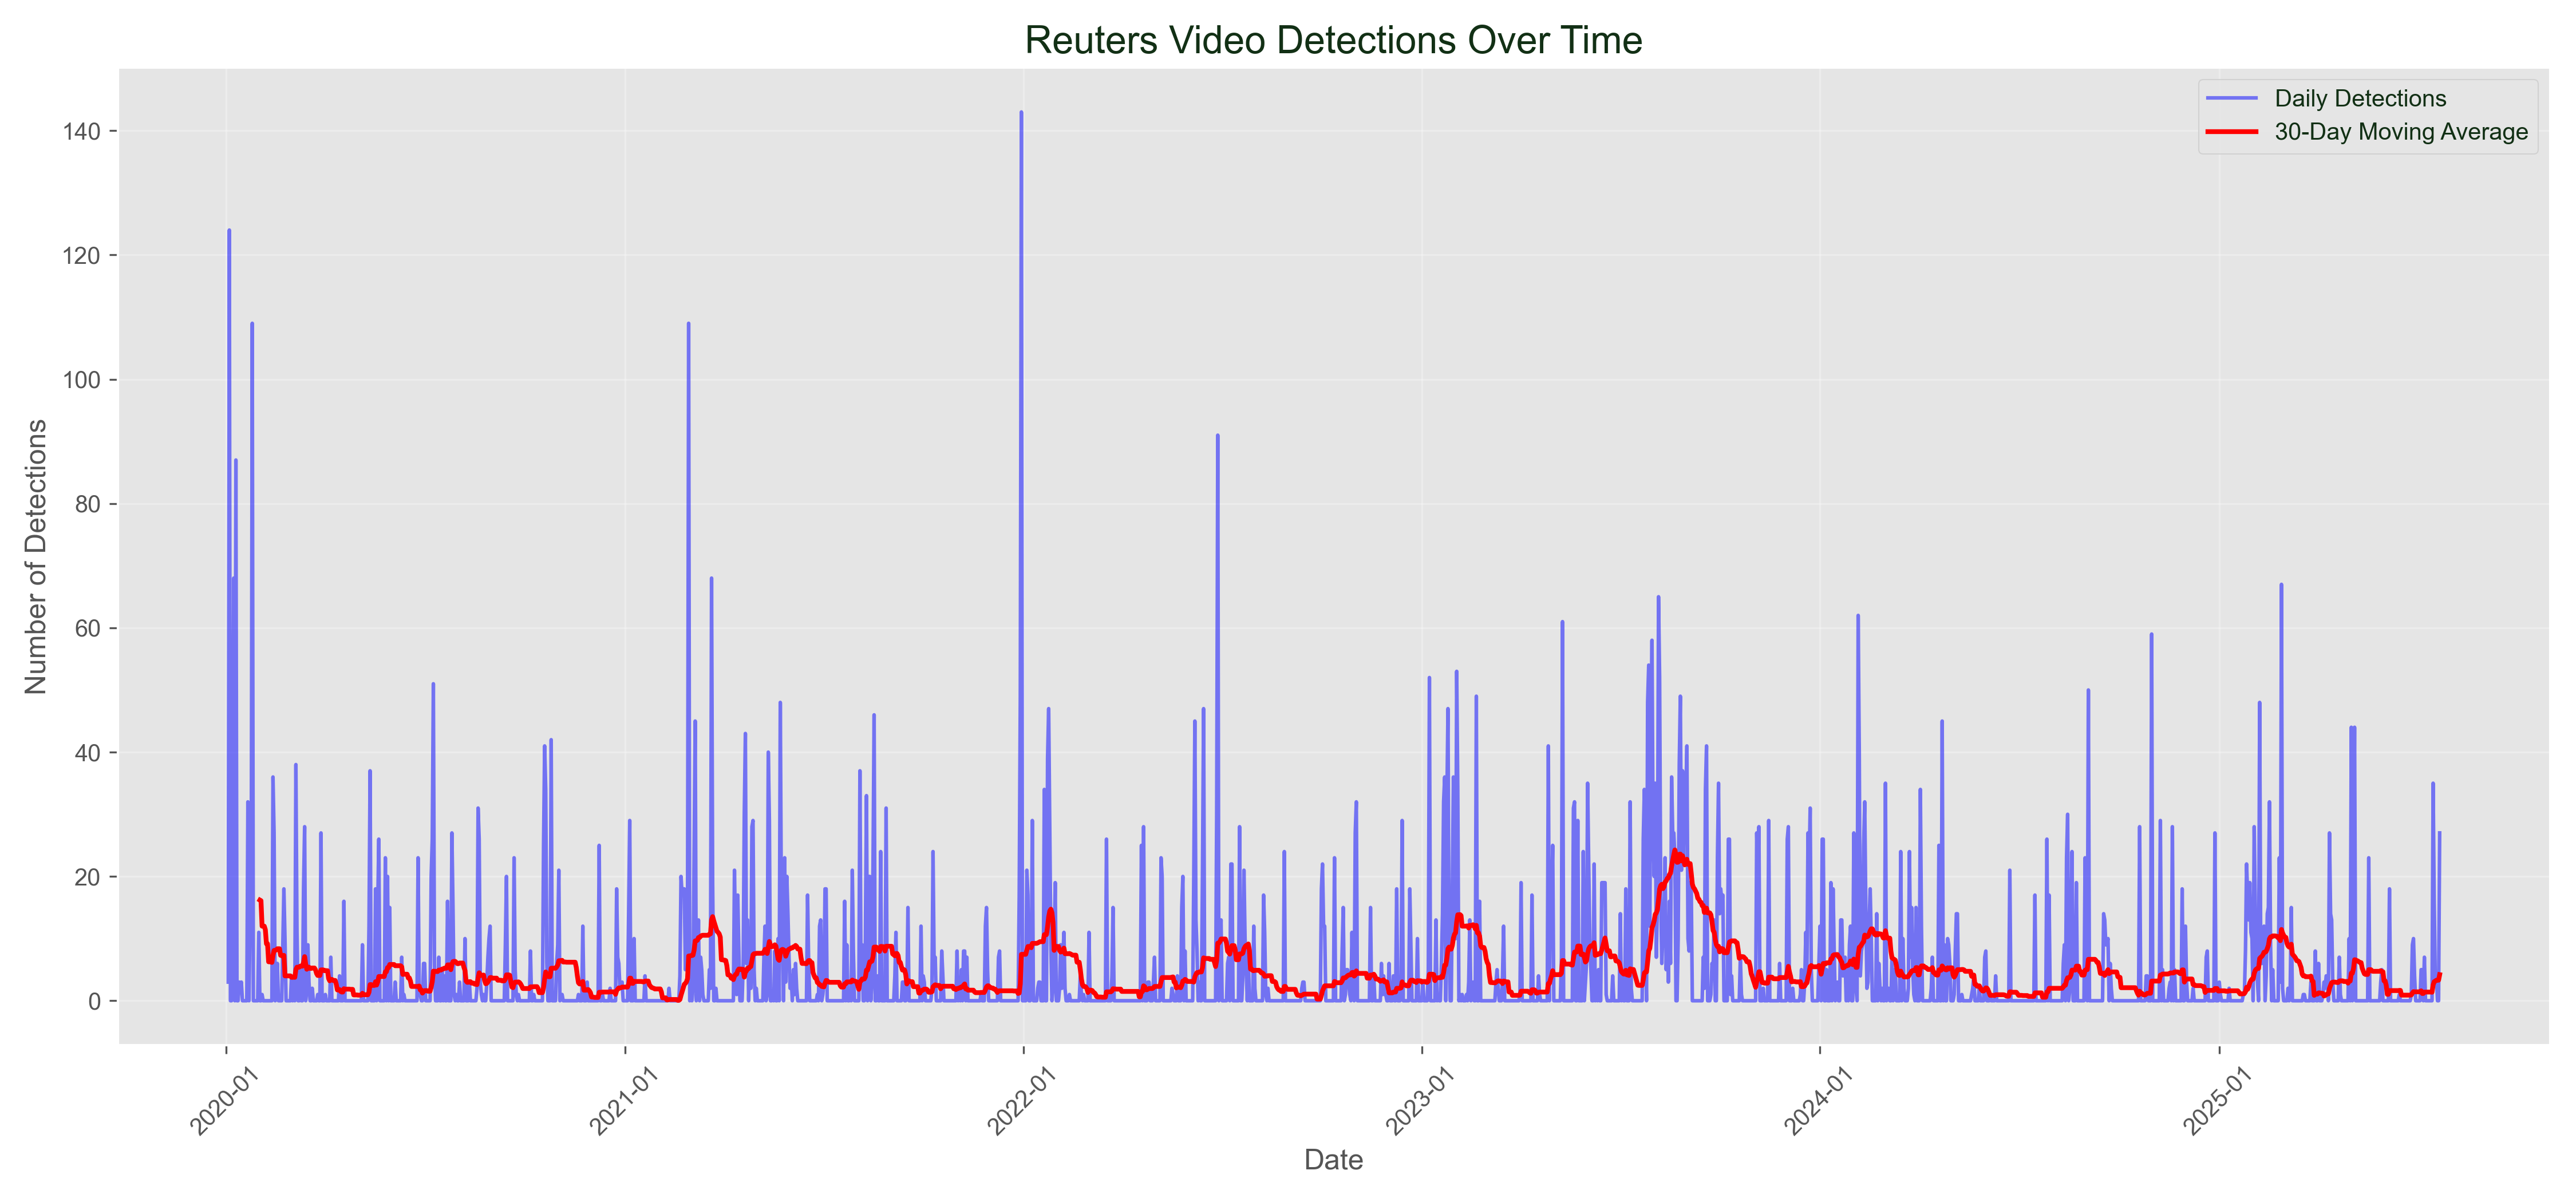 Reuters Video Detections Over Time
Daily Detections
30-Day Moving Average
Number of Detections
140
120
100
80
60
40
20
0
2020-01
2021-01
2022-01
2023-01
2024-01
2025-01
Date